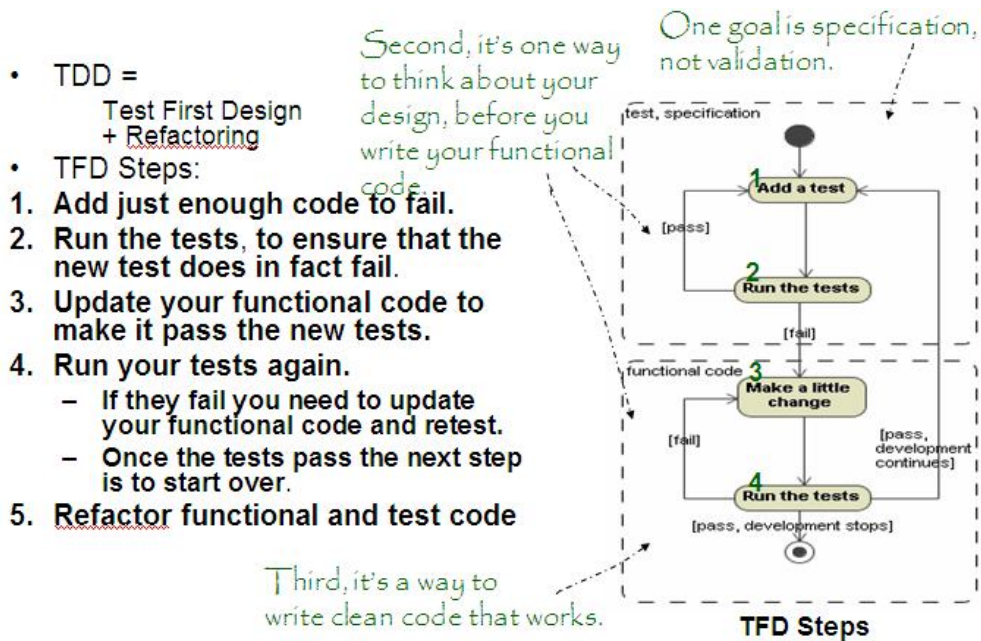 • TDD =
Test First Design
+ Refactoring
• TFD Steps:
1. Add just enough code to fail.
2. Run the tests, to ensure that the
new test does in fact fail.
3. Update your functional code to
make it pass the new tests.
4. Run your tests again.
– If they fail you need to update
your functional code and retest.
– Once the tests pass the next step
is to start over.
5. Refactor functional and test code
Second, it's one way
to think about your
design, before you
write your functional
code.
One goal is specification,
not validation.
test, specification
1
Add a test
[pass]
2
Run the tests
[fail]
functional code
3
Make a little
change
[fail]
[pass,
development
continues]
4
Run the tests
[pass, development stops]
Third, it's a way to
write clean code that works.
TFD Steps